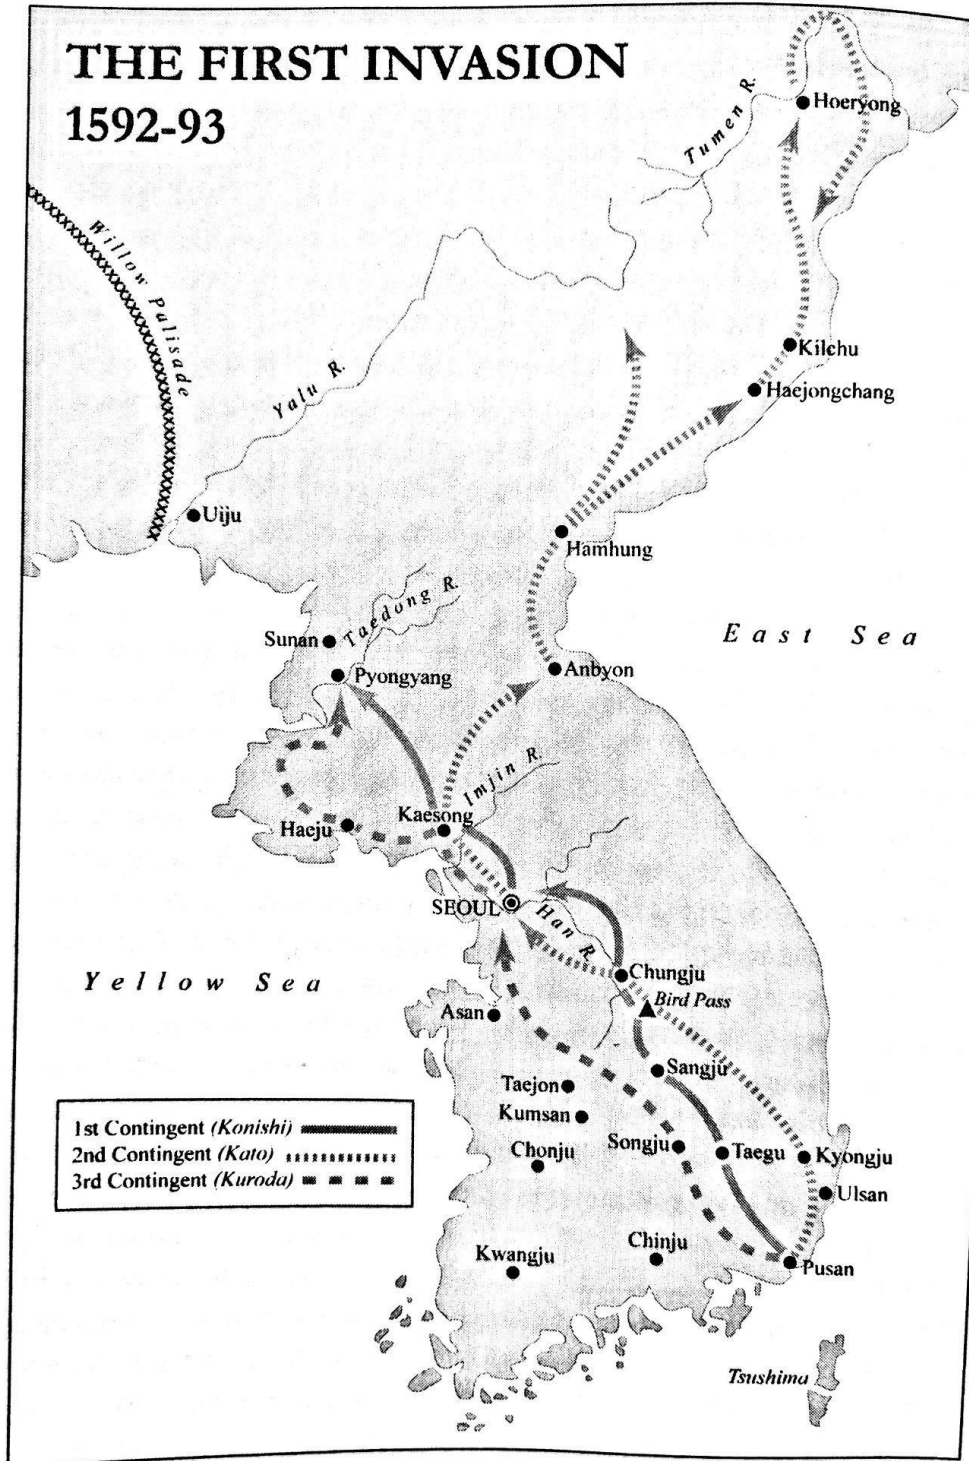 THE FIRST INVASION
1592-93
Hoeryong
Tumen R.
Willow Palisade
Yalu R.
Kilchu
Haejongchang
Uiju
Hamhung
Taedong R.
Sunan
East Sea
Pyongyang
Anbyon
Imjin R.
Kaesong
Haeju
SEOUL
Han R.
Yellow Sea
Chungju
Bird Pass
Asan
Sangju
Taejon
Kumsan
1st Contingent (Konishi)
2nd Contingent (Kato)
3rd Contingent (Kuroda)
Songju
Taegu
Kyongju
Chonju
Ulsan
Chinju
Kwangju
Pusan
Tsushima